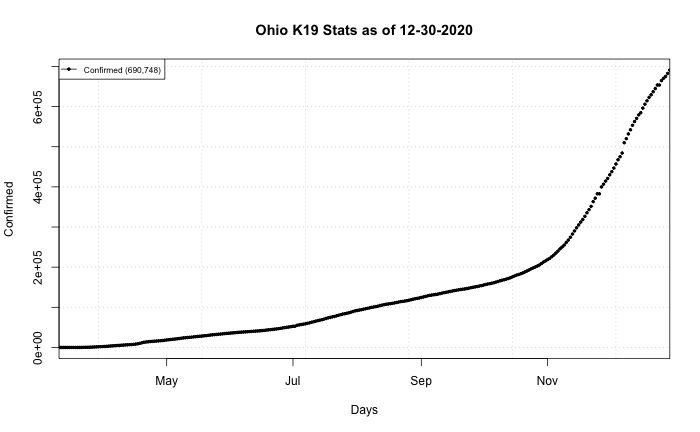 Ohio K19 Stats as of 12-30-2020
Confirmed (690,748)
6e+05
4e+05
2e+05
0e+00
Confirmed
May Jul Sep Nov
Days